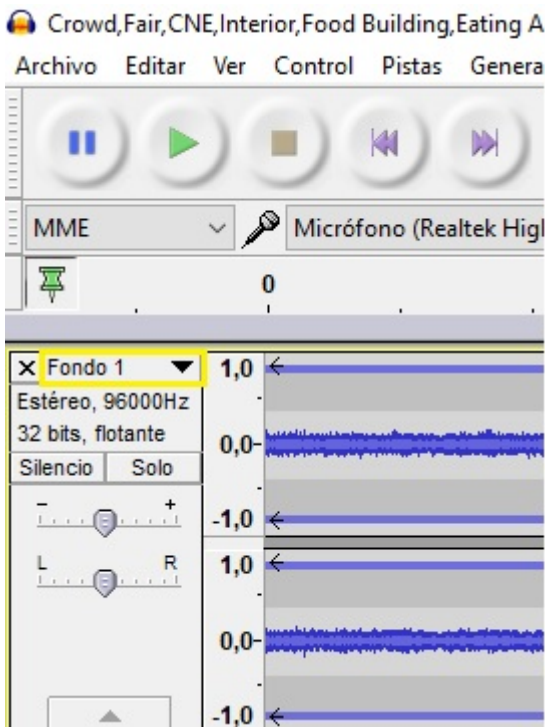 Crowd,Fair,CNE,Interior,Food Building,Eating A
Archivo Editar Ver Control Pistas Genera
MME Micrófono (Realtek High
0
X Fondo 1 1,0
Estéreo, 96000Hz
32 bits, flotante
0,0-
Silencio Solo
- +
-1,0
L R
1,0
0,0-
-1,0